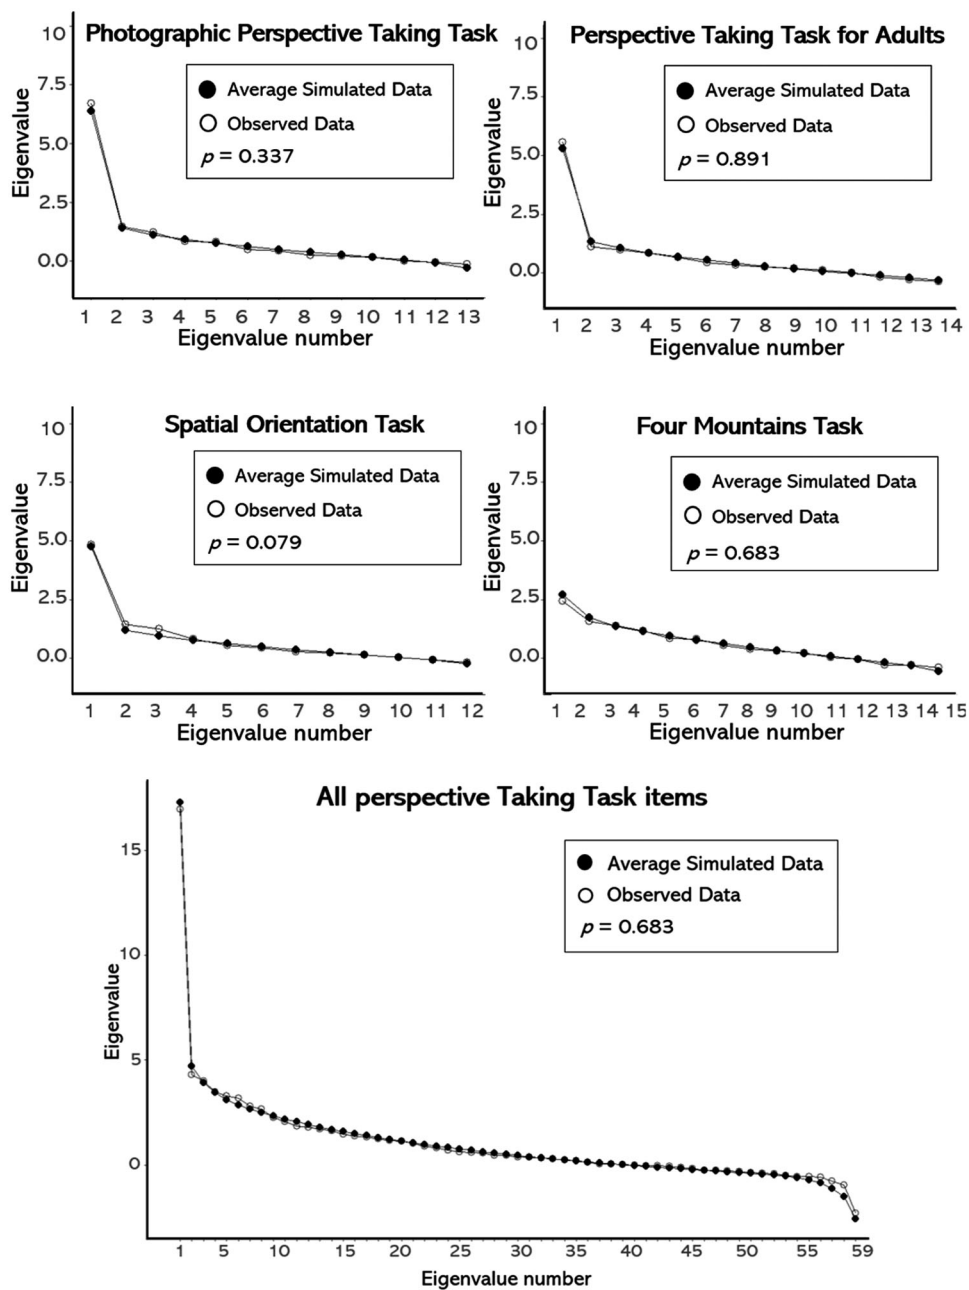 Photographic Perspective Taking Task
10
7.5
5.0
2.5
0.0
Eigenvalue
Average Simulated Data
Observed Data
p = 0.337
1 2 3 4 5 6 7 8 9 10 11 12 13
Eigenvalue number
Perspective Taking Task for Adults
10
7.5
5.0
2.5
0.0
Eigenvalue
Average Simulated Data
Observed Data
p = 0.891
1 2 3 4 5 6 7 8 9 10 11 12 13 14
Eigenvalue number
Spatial Orientation Task
10
7.5
5.0
2.5
0.0
Eigenvalue
Average Simulated Data
Observed Data
p = 0.079
1 2 3 4 5 6 7 8 9 10 11 12
Eigenvalue number
Four Mountains Task
10
7.5
5.0
2.5
0.0
Eigenvalue
Average Simulated Data
Observed Data
p = 0.683
1 2 3 4 5 6 7 8 9 10 11 12 13 14 15
Eigenvalue number
All perspective Taking Task items
15
10
5
0
Eigenvalue
Average Simulated Data
Observed Data
p = 0.683
1 5 10 15 20 25 30 35 40 45 50 55 59
Eigenvalue number